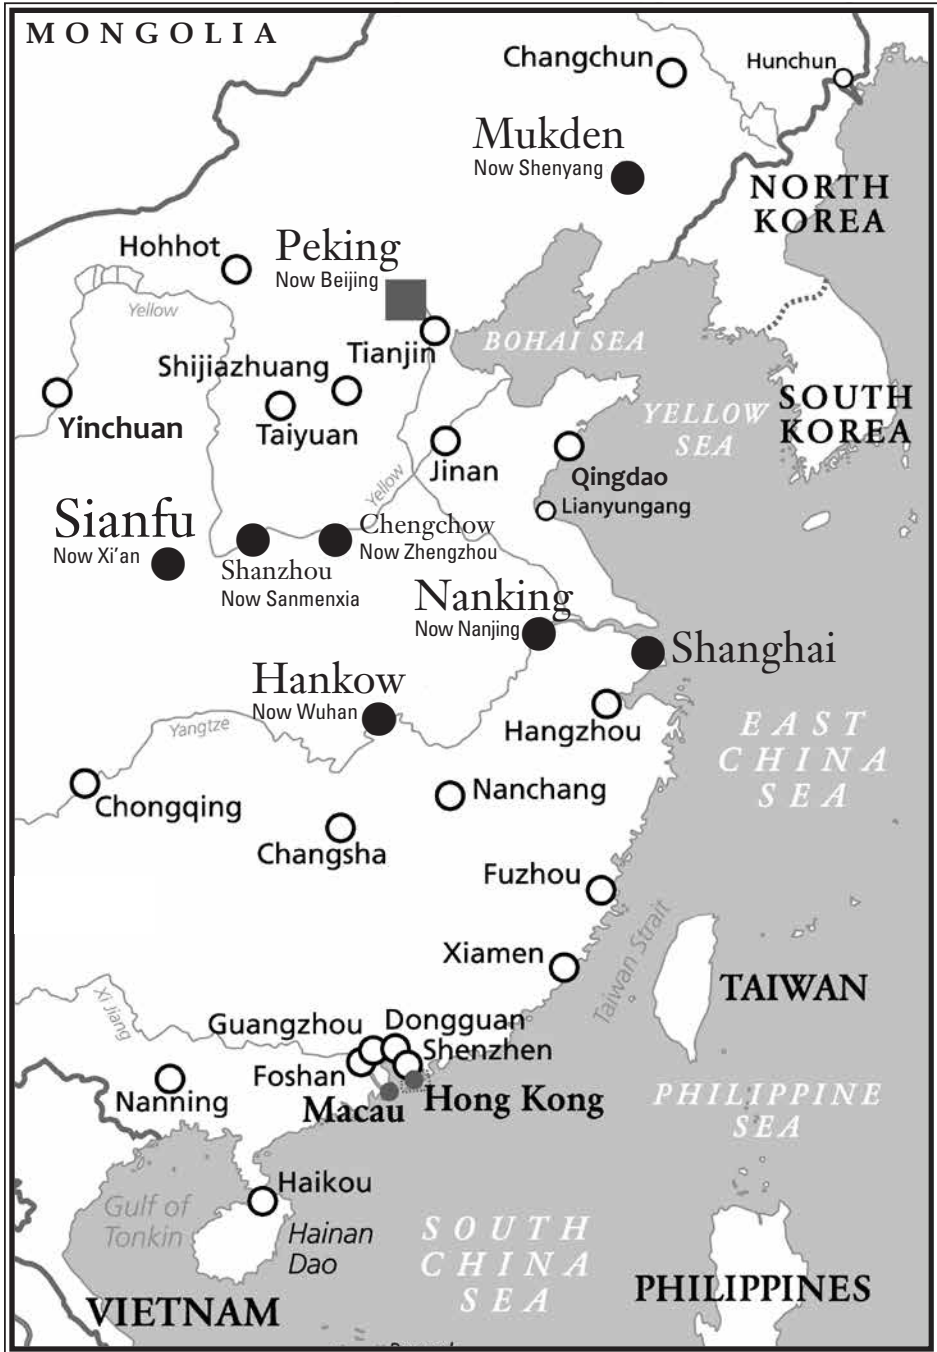 MONGOLIA
Changchun
Hunchun
Mukden
Now Shenyang
NORTH
KOREA
Hohhot
Peking
Now Beijing
Yellow
Tianjin
BOHAI SEA
Shijiazhuang
Taiyuan
Yinchuan
YELLOW
SEA
SOUTH
KOREA
Jinan
Qingdao
Lianyungang
Yellow
Sianfu
Now Xi'an
Shanzhou
Now Sanmenxia
Chengchow
Now Zhengzhou
Nanking
Now Nanjing
Shanghai
Hankow
Now Wuhan
Yangtze
Hangzhou
EAST
CHINA
SEA
Chongqing
Nanchang
Changsha
Fuzhou
Xiamen
Taiwan Strait
TAIWAN
Xi Jiang
Guangzhou
Dongguan
Shenzhen
Foshan
Nanning
Macau
Hong Kong
PHILIPPINE
SEA
Haikou
Gulf of
Tonkin
Hainan
Dao
SOUTH
CHINA
SEA
PHILIPPINES
VIETNAM